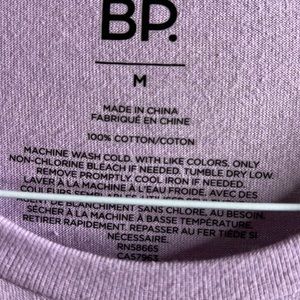 BP.
M
MADE IN CHINA
FABRIQUÉ EN CHINE
100% COTTON/COTON
MACHINE WASH COLD. WITH LIKE COLORS. ONLY
NON-CHLORINE BLEACH IF NEEDED. TUMBLE DRY LOW
REMOVE PROMPTLY. COOL IRON IF NEEDED.
LAVER À LA MACHINE À L'EAU FROIDE, AVEC DES
COULEURS
AGENT DE BLANCHIMENT SANS CHLORE, AU BESOIN.
SÉCHER À LA MACHINE À BASSE TEMPÉRATURE.
RETIRER RAPIDEMENT. REPASSER AU FER TIÈDE SI
NÉCESSAIRE.
RN58665
CA57963